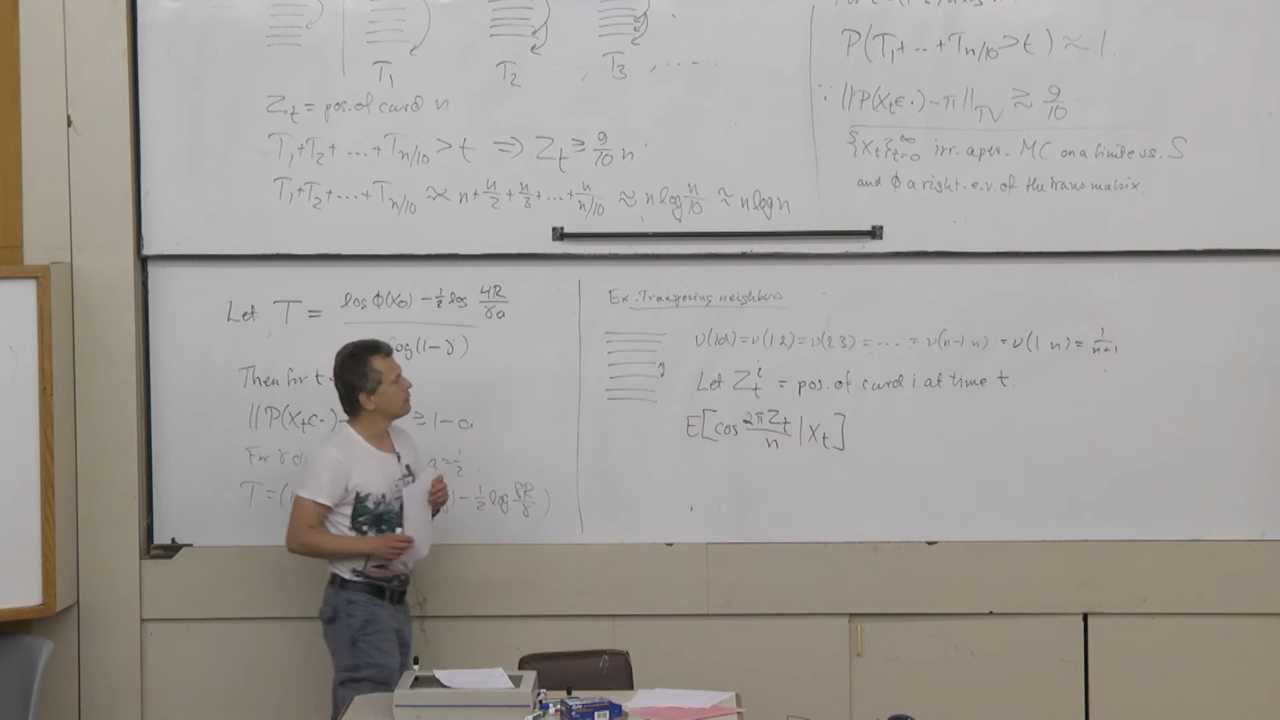 T₁
T₂
, T₃ , ....
Z_t = pos. of card n
T₁+T₂+ ... +T_{n/10} > t ⇒ Z_t ≥ 9/10 n
T₁+T₂+ ... +T_{n/10} ≈ n + n/2 + n/3 + ... + n/(n/10) ≈ n log n/10 ≈ n log n
P(T₁+ .. +T_{n/10} > t) ≈ 1
∵ ||P(X_t∈·) − π||_TV ≳ 9/10
{X_t}_{t=0}^∞ irr. aper. MC on a finite s.s. S
and ϕ a right. e.v. of the trans matrix.
Let T = (log ϕ(X₀) − 1/2 log 4R/γa) / log(1−γ)
Then for t
||P(X_t∈·) − ≥ 1−a
For γ a = 1/2
T = ( − 1/2 log 8R/γ )
Ex. Transposing neighbors
ν(id) = ν(1 2) = ν(2 3) = ... = ν(n−1 n) = ν(1 n) = 1/(n+1)
Let Z_t^i = pos. of card i at time t.
E[cos 2πZ_t/n | X_t]